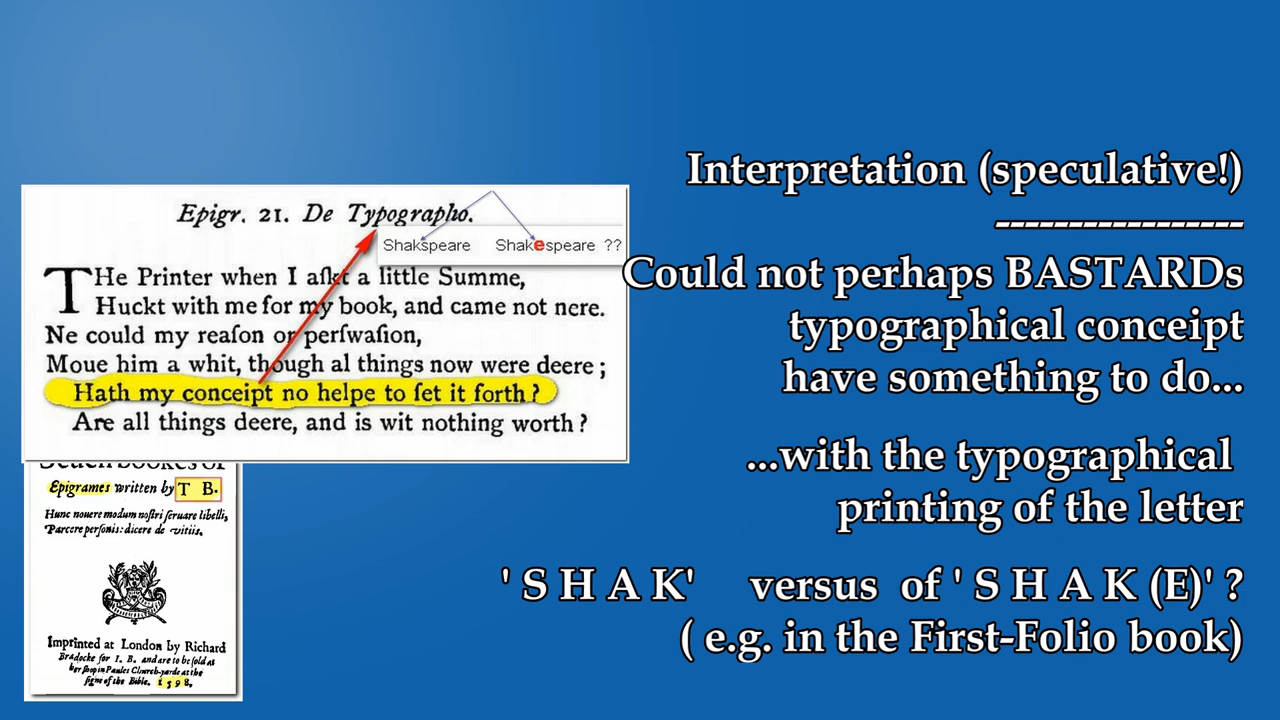 Epigr. 21. De Typographo.
Shakspeare Shakespeare ??
THe Printer when I aſkt a little Summe,
Huckt with me for my book, and came not nere.
Ne could my reaſon or perſwaſion,
Moue him a whit, though al things now were deere ;
Hath my conceipt no helpe to ſet it forth ?
Are all things deere, and is wit nothing worth ?
Seuen bookes of
Epigrames written by T B.
Hunc nouere modum noſtri ſeruare libelli,
Parcere perſonis: dicere de vitiis.
Imprinted at London by Richard
Bradocke for I. B. and are to be ſold at
her ſhop in Paules Church-yarde at the
ſigne of the Bible. 1598.
Interpretation (speculative!)
-----------------
Could not perhaps BASTARDs
typographical conceipt
have something to do...
...with the typographical
printing of the letter
' S H A K' versus of ' S H A K (E)' ?
( e.g. in the First-Folio book)